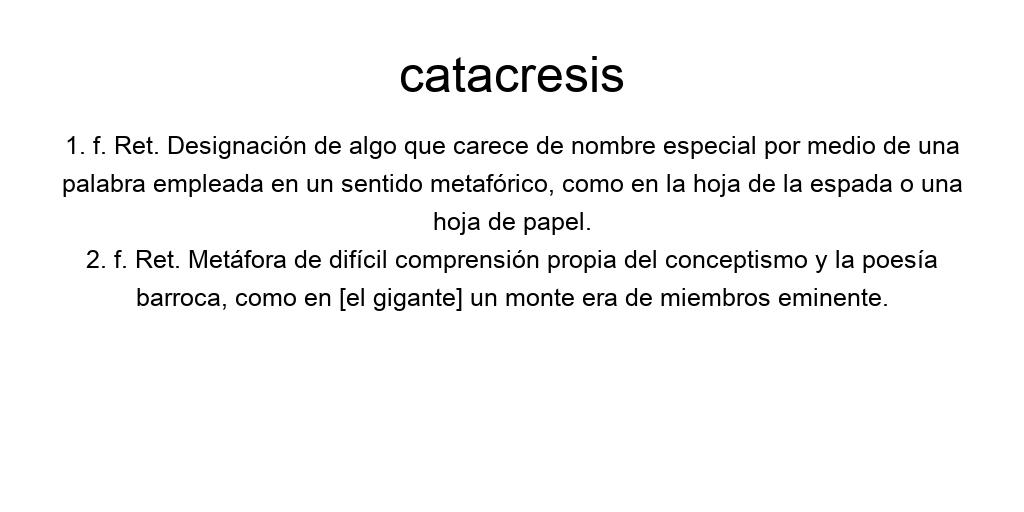 catacresis
1. f. Ret. Designación de algo que carece de nombre especial por medio de una
palabra empleada en un sentido metafórico, como en la hoja de la espada o una
hoja de papel.
2. f. Ret. Metáfora de difícil comprensión propia del conceptismo y la poesía
barroca, como en [el gigante] un monte era de miembros eminente.